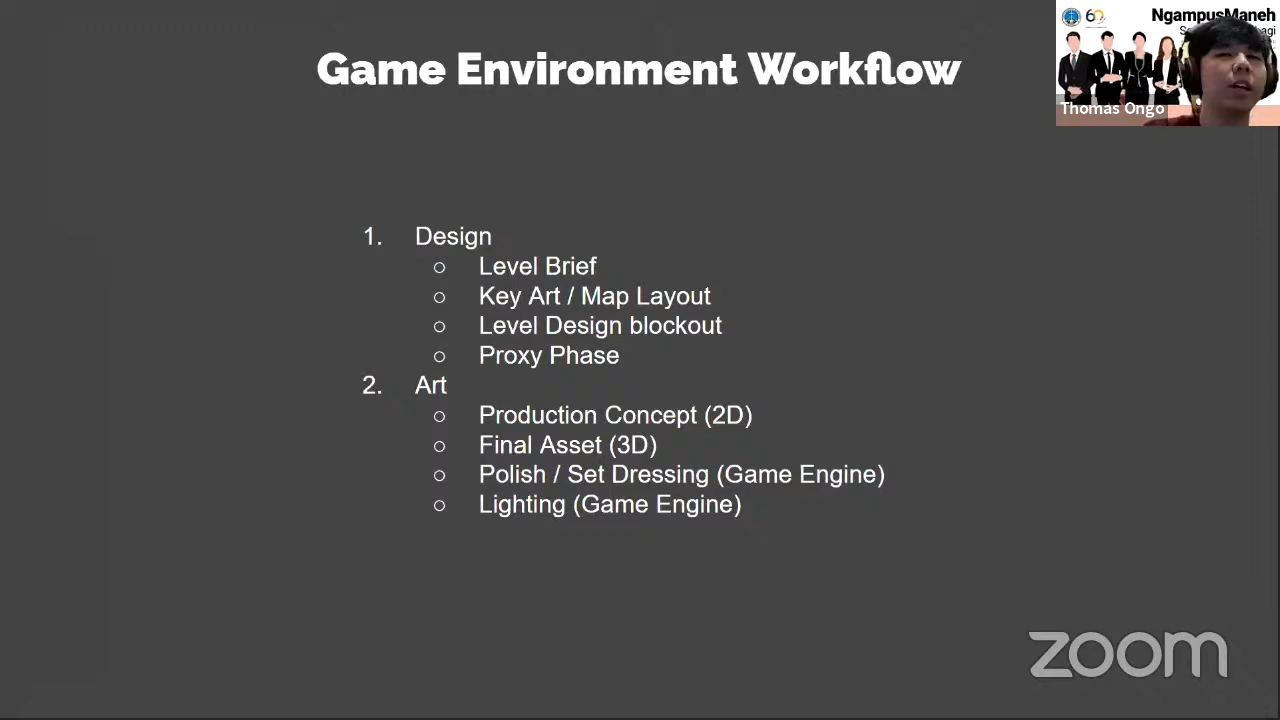 Game Environment Workflow
60
NgampusManeh
Thomas Ongo
1. Design
○ Level Brief
○ Key Art / Map Layout
○ Level Design blockout
○ Proxy Phase
2. Art
○ Production Concept (2D)
○ Final Asset (3D)
○ Polish / Set Dressing (Game Engine)
○ Lighting (Game Engine)
zoom